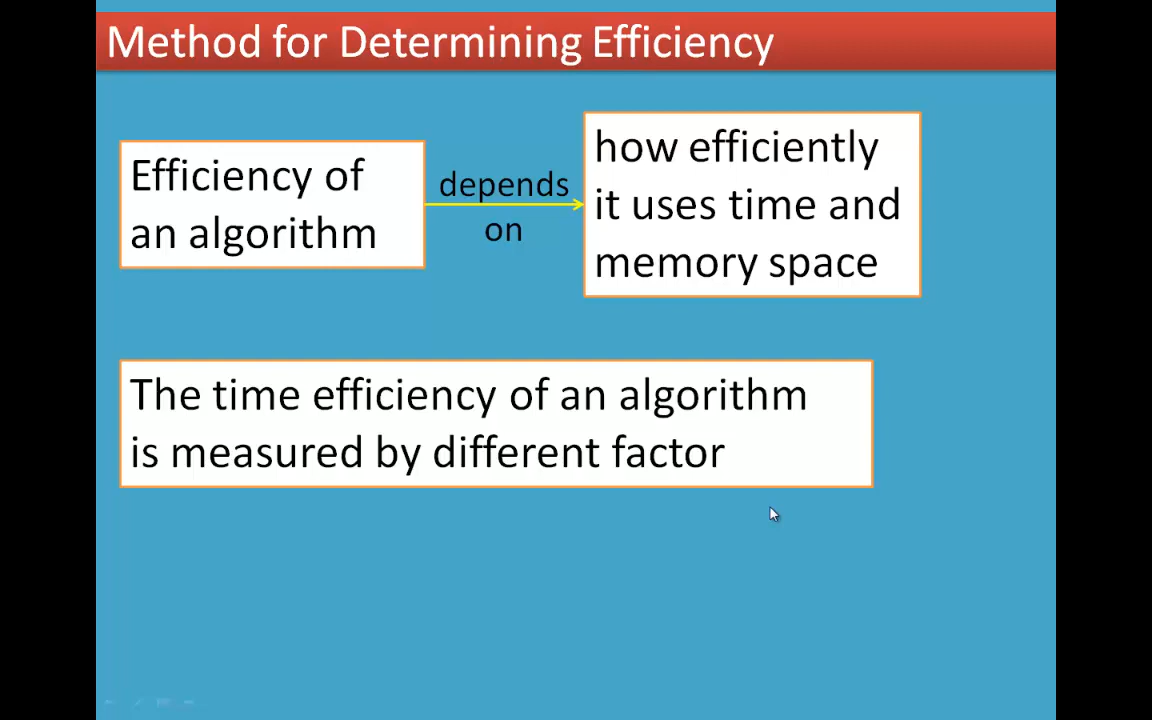 Method for Determining Efficiency
Efficiency of
an algorithm
depends
on
how efficiently
it uses time and
memory space
The time efficiency of an algorithm
is measured by different factor